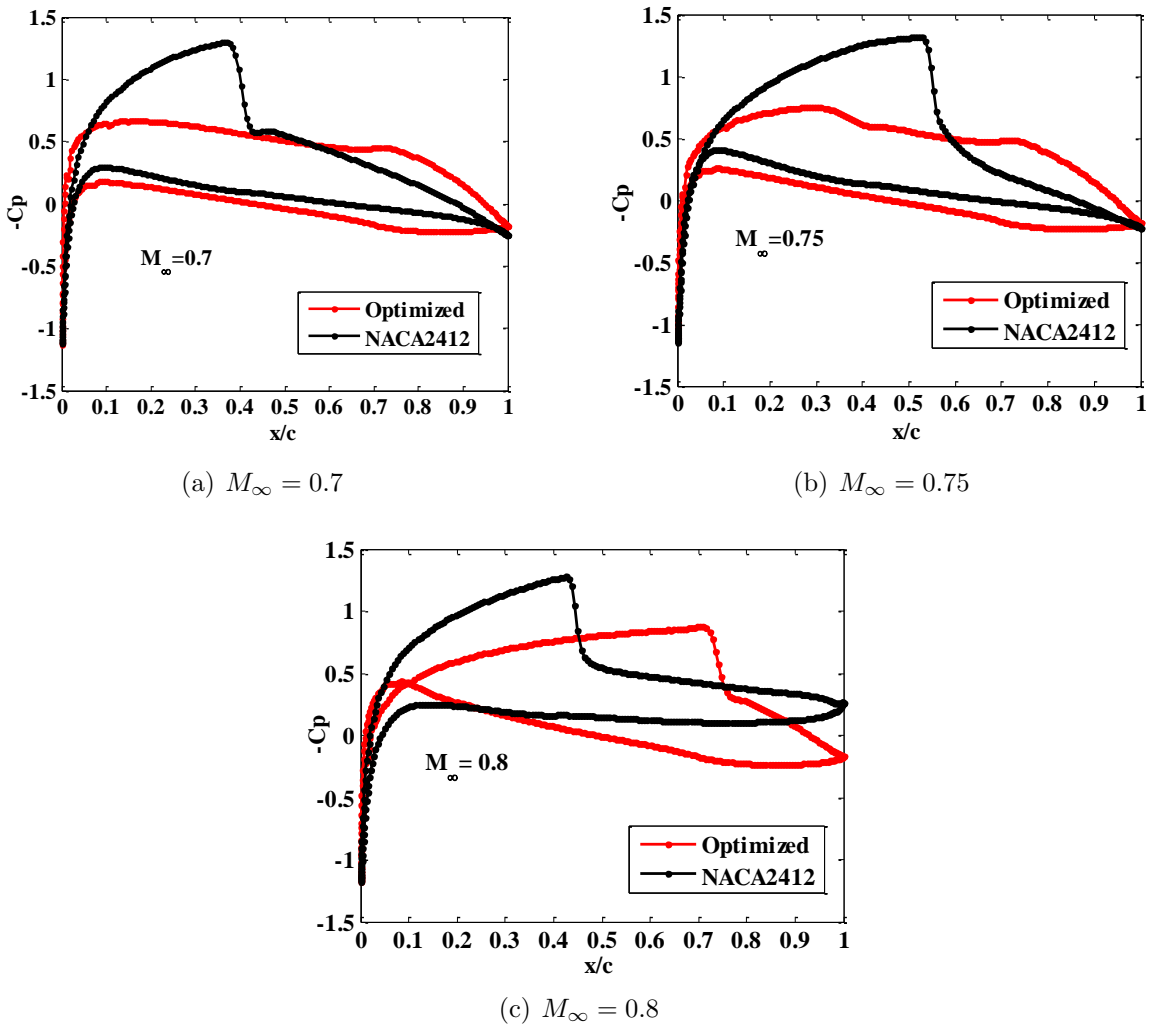 1.5
1
0.5
0
-0.5
-1
-1.5
-Cp
M∞=0.7
Optimized
NACA2412
0 0.1 0.2 0.3 0.4 0.5 0.6 0.7 0.8 0.9 1
x/c
(a) M∞ = 0.7
1.5
1
0.5
0
-0.5
-1
-1.5
-Cp
M∞=0.75
Optimized
NACA2412
0 0.1 0.2 0.3 0.4 0.5 0.6 0.7 0.8 0.9 1
x/c
(b) M∞ = 0.75
1.5
1
0.5
0
-0.5
-1
-1.5
-Cp
M∞= 0.8
Optimized
NACA2412
0 0.1 0.2 0.3 0.4 0.5 0.6 0.7 0.8 0.9 1
x/c
(c) M∞ = 0.8